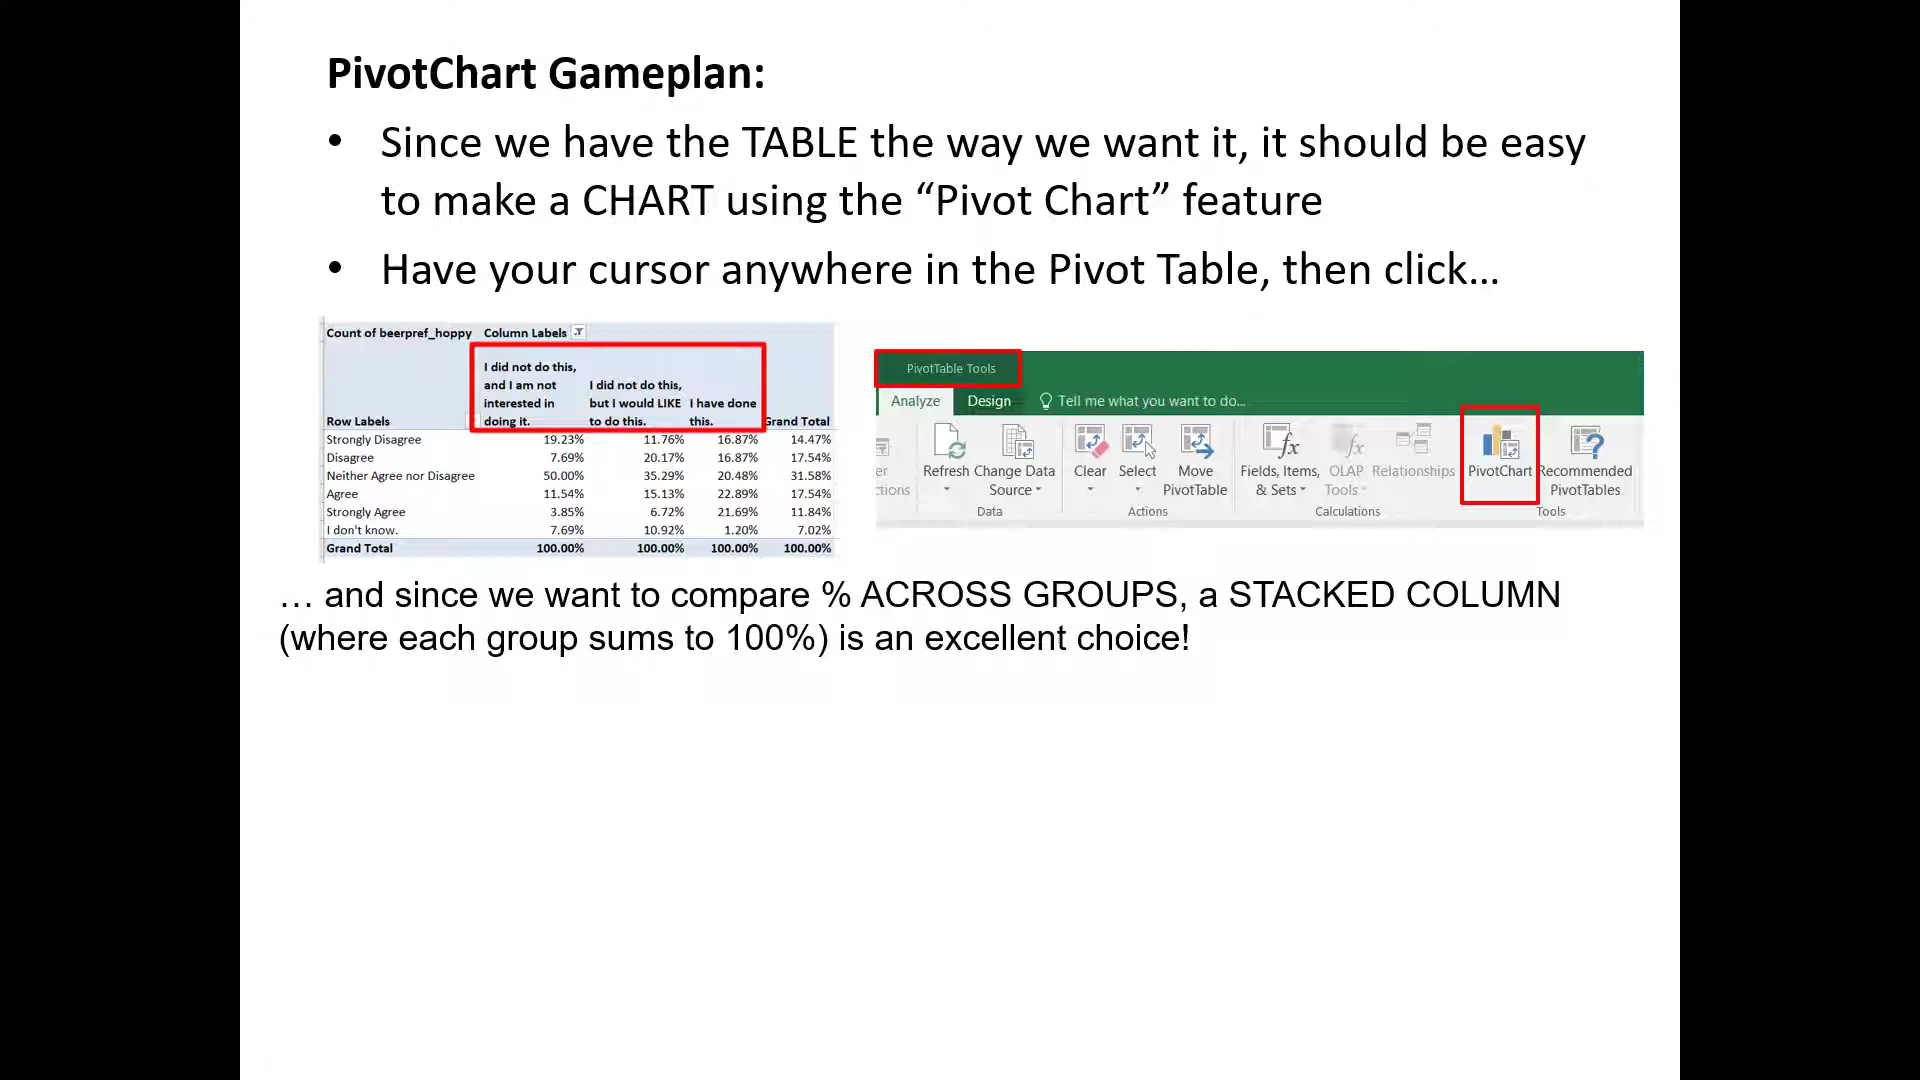 PivotChart Gameplan:
• Since we have the TABLE the way we want it, it should be easy
to make a CHART using the “Pivot Chart” feature
• Have your cursor anywhere in the Pivot Table, then click...
Count of beerpref_hoppy Column Labels
Row Labels
I did not do this,
and I am not
interested in
doing it.
I did not do this,
but I would LIKE
to do this.
I have done
this.
Grand Total
Strongly Disagree 19.23% 11.76% 16.87% 14.47%
Disagree 7.69% 20.17% 16.87% 17.54%
Neither Agree nor Disagree 50.00% 35.29% 20.48% 31.58%
Agree 11.54% 15.13% 22.89% 17.54%
Strongly Agree 3.85% 6.72% 21.69% 11.84%
I don't know. 7.69% 10.92% 1.20% 7.02%
Grand Total 100.00% 100.00% 100.00% 100.00%
PivotTable Tools
Analyze Design Tell me what you want to do...
Refresh
Change Data
Source
Data
Clear
Select
Move
PivotTable
Actions
Fields, Items,
& Sets
OLAP
Tools
Relationships
Calculations
PivotChart
Recommended
PivotTables
Tools
… and since we want to compare % ACROSS GROUPS, a STACKED COLUMN
(where each group sums to 100%) is an excellent choice!